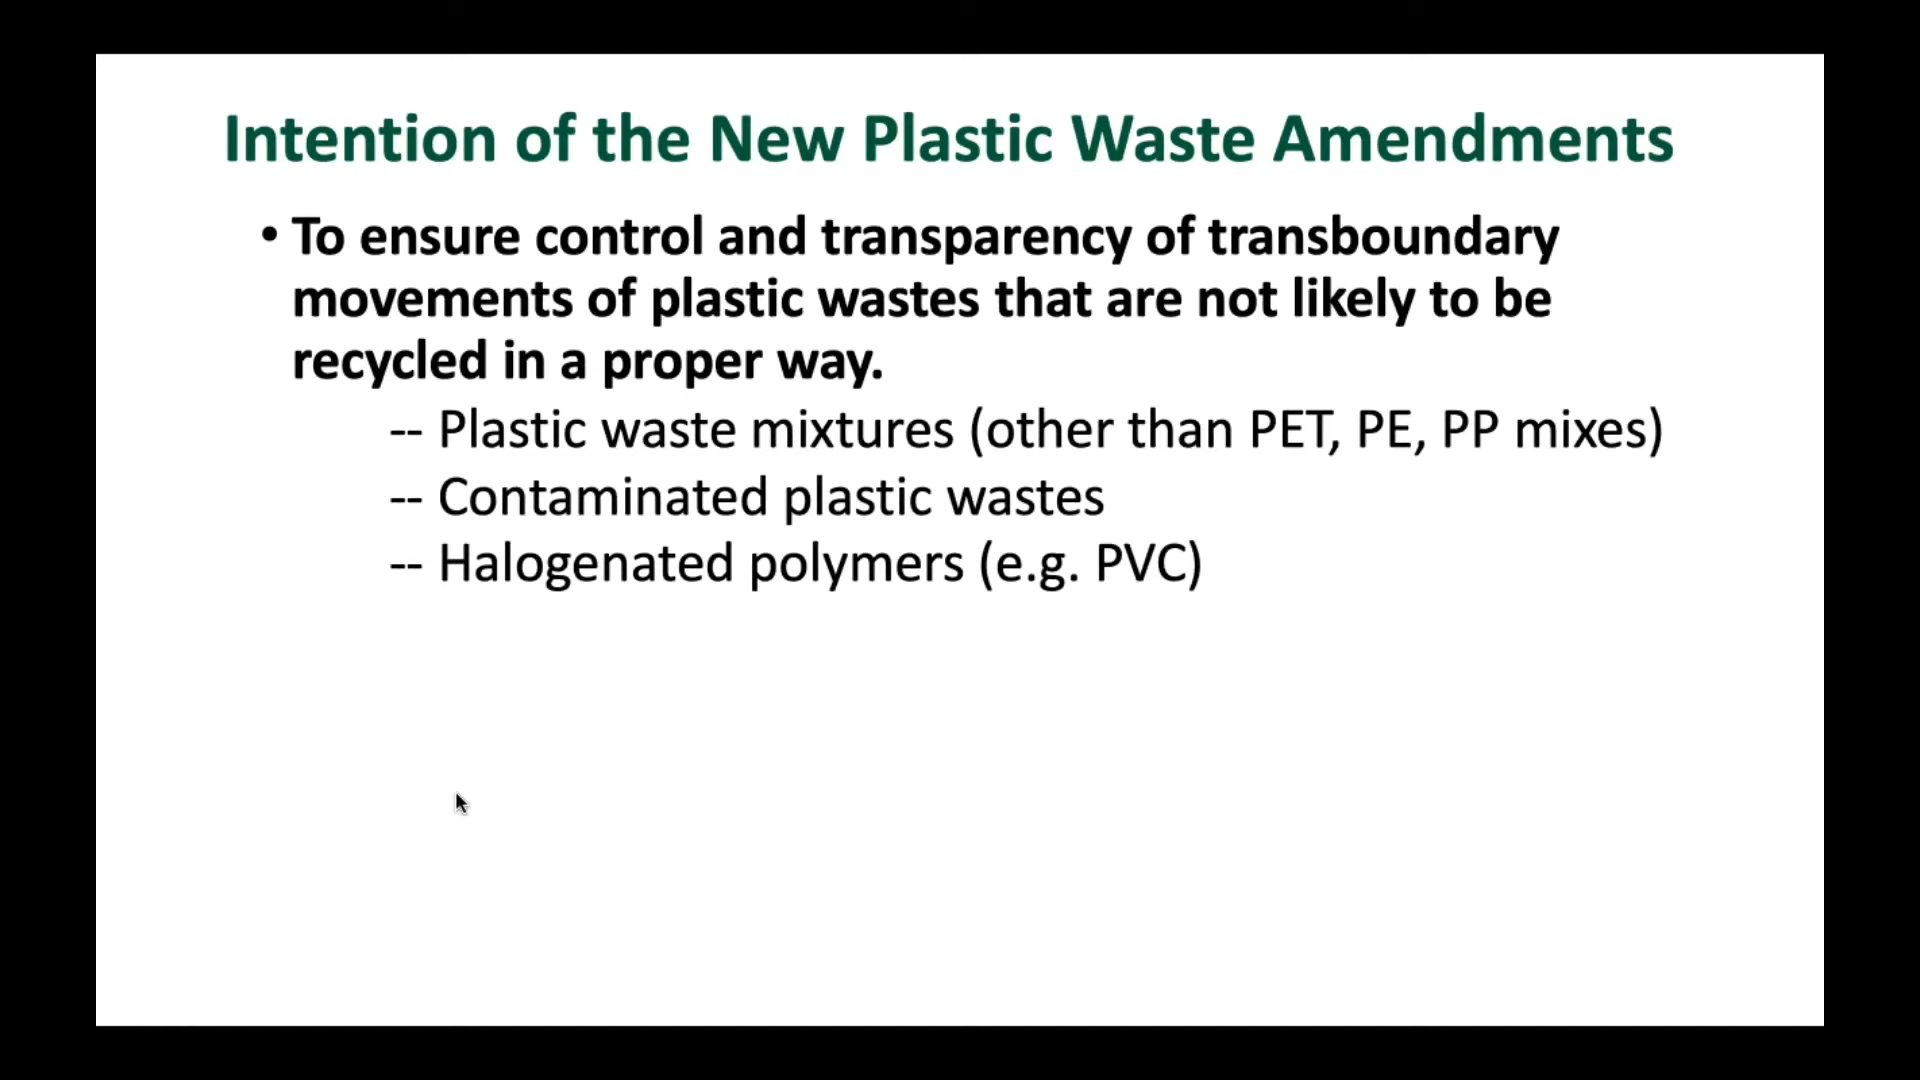 Intention of the New Plastic Waste Amendments
• To ensure control and transparency of transboundary
movements of plastic wastes that are not likely to be
recycled in a proper way.
-- Plastic waste mixtures (other than PET, PE, PP mixes)
-- Contaminated plastic wastes
-- Halogenated polymers (e.g. PVC)